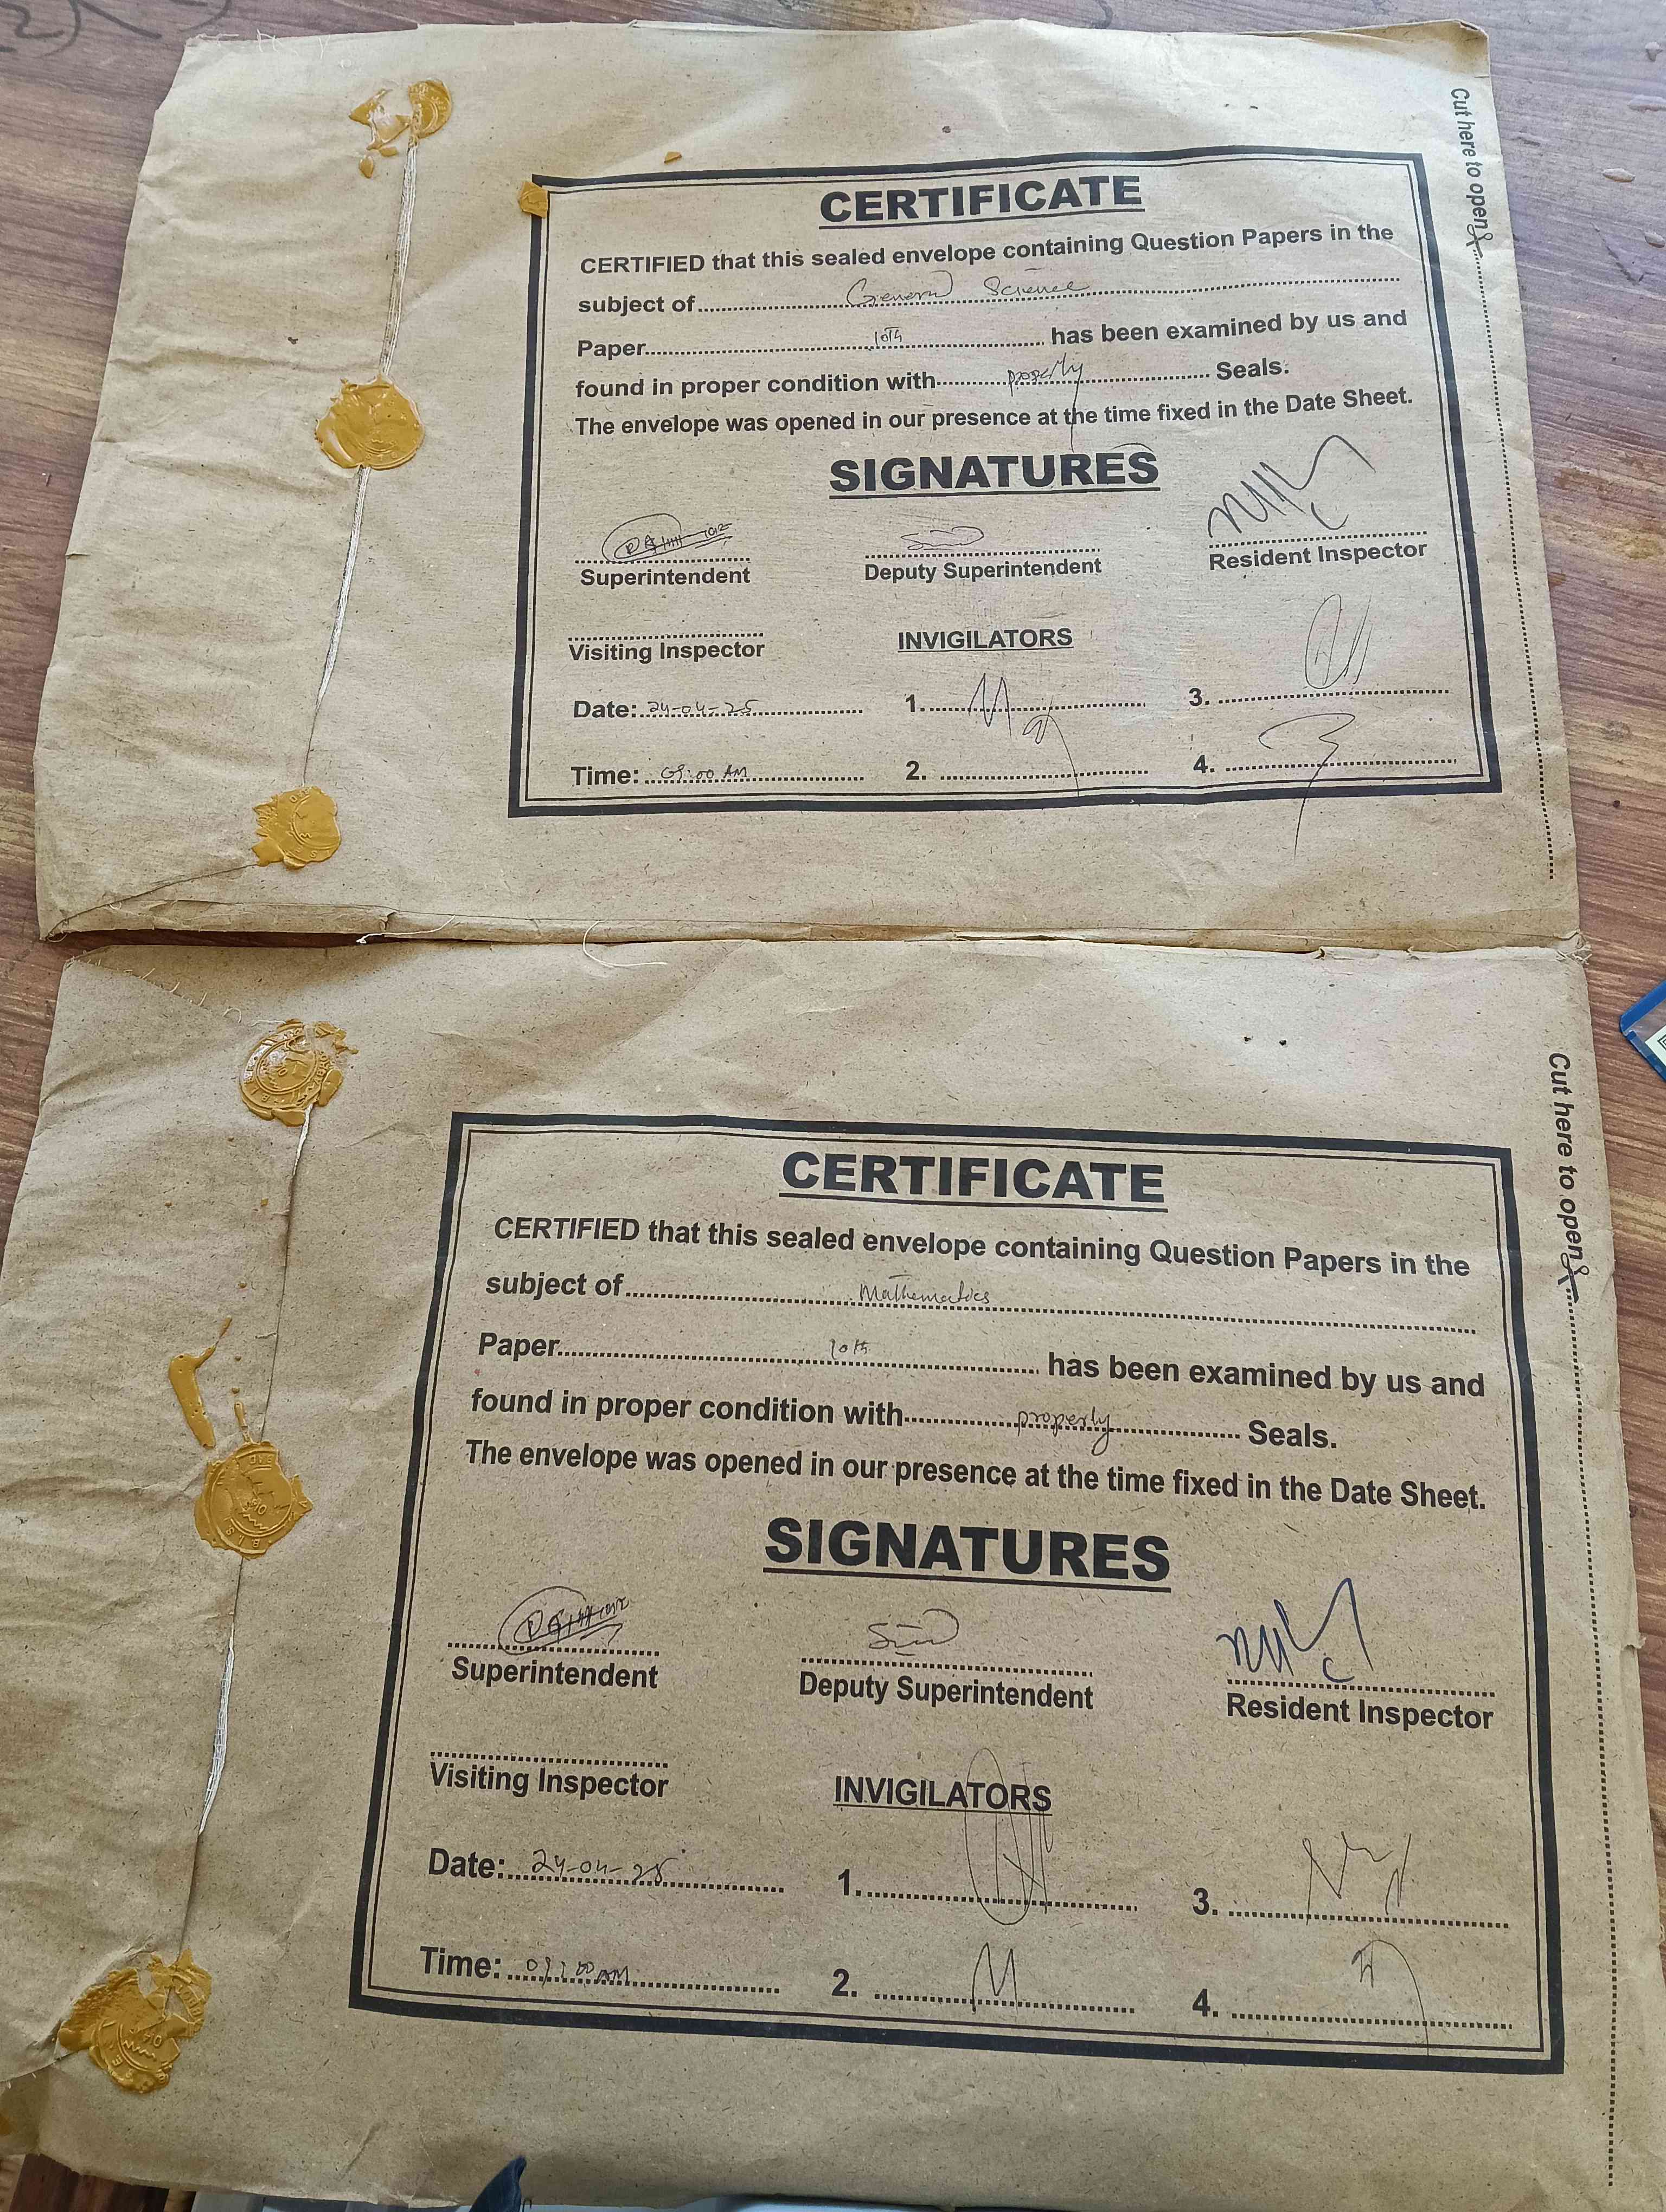 Cut here to open
CERTIFICATE
CERTIFIED that this sealed envelope containing Question Papers in the
subject of General Science
Paper 10th has been examined by us and
found in proper condition with properly Seals.
The envelope was opened in our presence at the time fixed in the Date Sheet.
SIGNATURES
Superintendent Deputy Superintendent Resident Inspector
Visiting Inspector INVIGILATORS
Date: 24-04-25 1. 3.
Time: 09:00 AM 2. 4.
Cut here to open
CERTIFICATE
CERTIFIED that this sealed envelope containing Question Papers in the
subject of Mathematics
Paper 10th has been examined by us and
found in proper condition with properly Seals.
The envelope was opened in our presence at the time fixed in the Date Sheet.
SIGNATURES
Superintendent Deputy Superintendent Resident Inspector
Visiting Inspector INVIGILATORS
Date: 24-04-25 1. 3.
Time: 09:00 AM 2. 4.